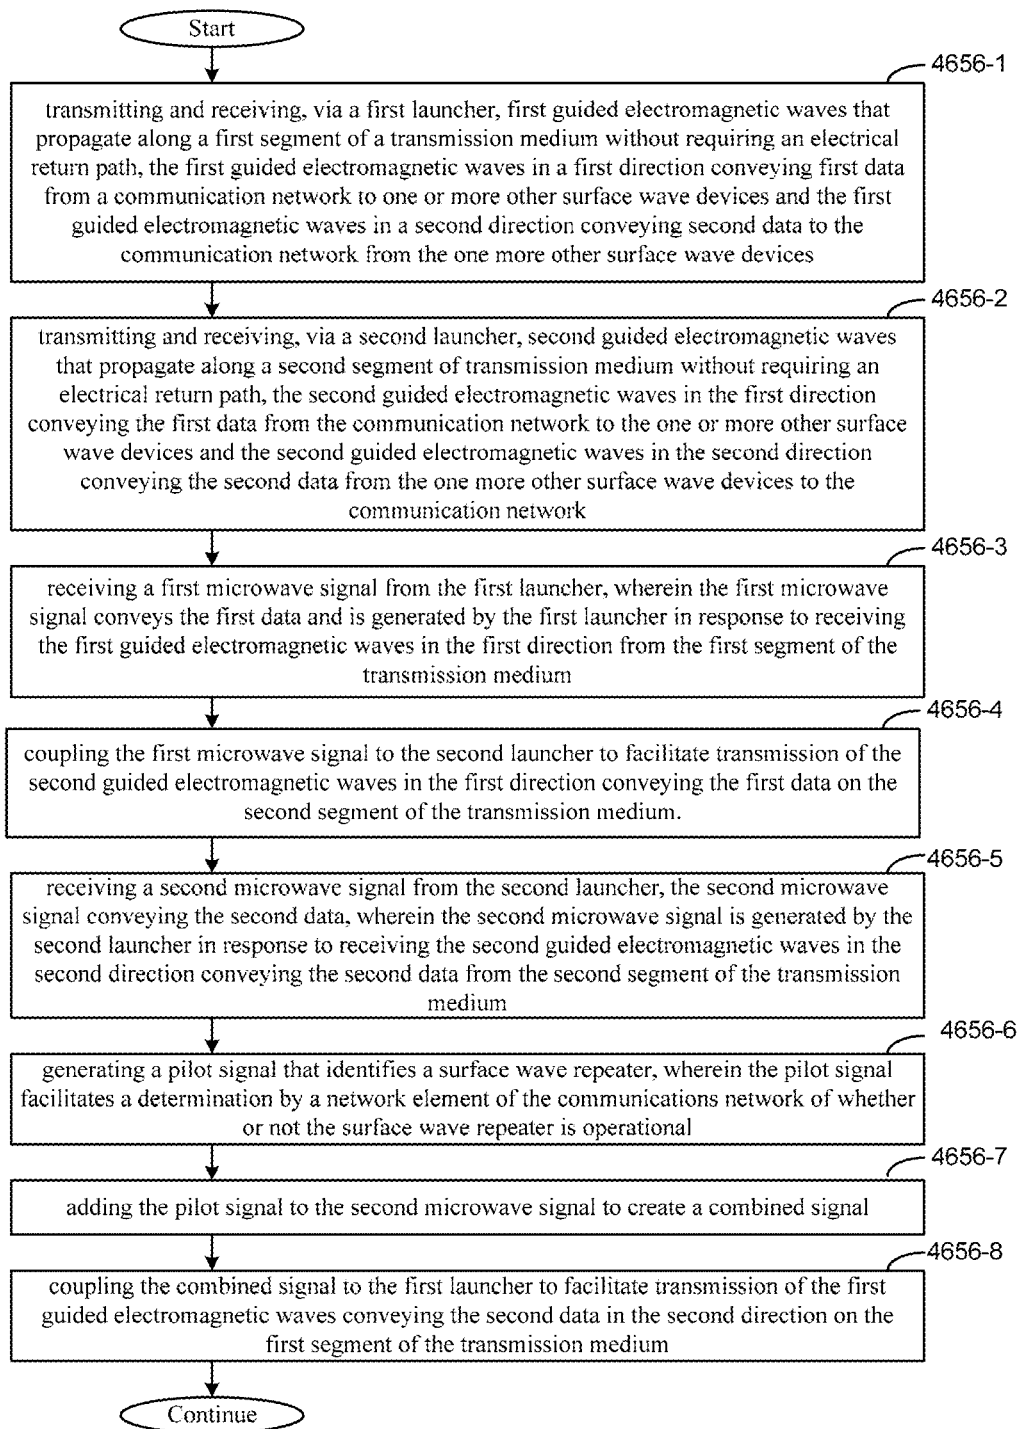 Start
4656-1
transmitting and receiving, via a first launcher, first guided electromagnetic waves that
propagate along a first segment of a transmission medium without requiring an electrical
return path, the first guided electromagnetic waves in a first direction conveying first data
from a communication network to one or more other surface wave devices and the first
guided electromagnetic waves in a second direction conveying second data to the
communication network from the one more other surface wave devices
4656-2
transmitting and receiving, via a second launcher, second guided electromagnetic waves
that propagate along a second segment of transmission medium without requiring an
electrical return path, the second guided electromagnetic waves in the first direction
conveying the first data from the communication network to the one or more other surface
wave devices and the second guided electromagnetic waves in the second direction
conveying the second data from the one more other surface wave devices to the
communication network
4656-3
receiving a first microwave signal from the first launcher, wherein the first microwave
signal conveys the first data and is generated by the first launcher in response to receiving
the first guided electromagnetic waves in the first direction from the first segment of the
transmission medium
4656-4
coupling the first microwave signal to the second launcher to facilitate transmission of the
second guided electromagnetic waves in the first direction conveying the first data on the
second segment of the transmission medium.
4656-5
receiving a second microwave signal from the second launcher, the second microwave
signal conveying the second data, wherein the second microwave signal is generated by the
second launcher in response to receiving the second guided electromagnetic waves in the
second direction conveying the second data from the second segment of the transmission
medium
4656-6
generating a pilot signal that identifies a surface wave repeater, wherein the pilot signal
facilitates a determination by a network element of the communications network of whether
or not the surface wave repeater is operational
4656-7
adding the pilot signal to the second microwave signal to create a combined signal
4656-8
coupling the combined signal to the first launcher to facilitate transmission of the first
guided electromagnetic waves conveying the second data in the second direction on the
first segment of the transmission medium
Continue